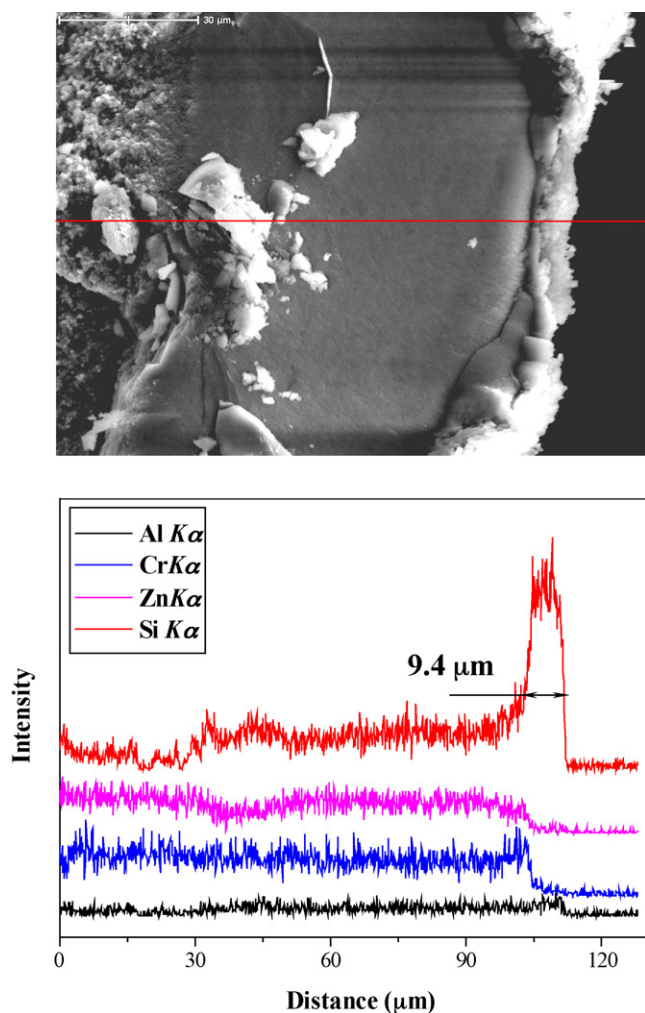 30 µm
Al Kα
CrKα
ZnKα
Si Kα
9.4 µm
Intensity
0 30 60 90 120
Distance (µm)